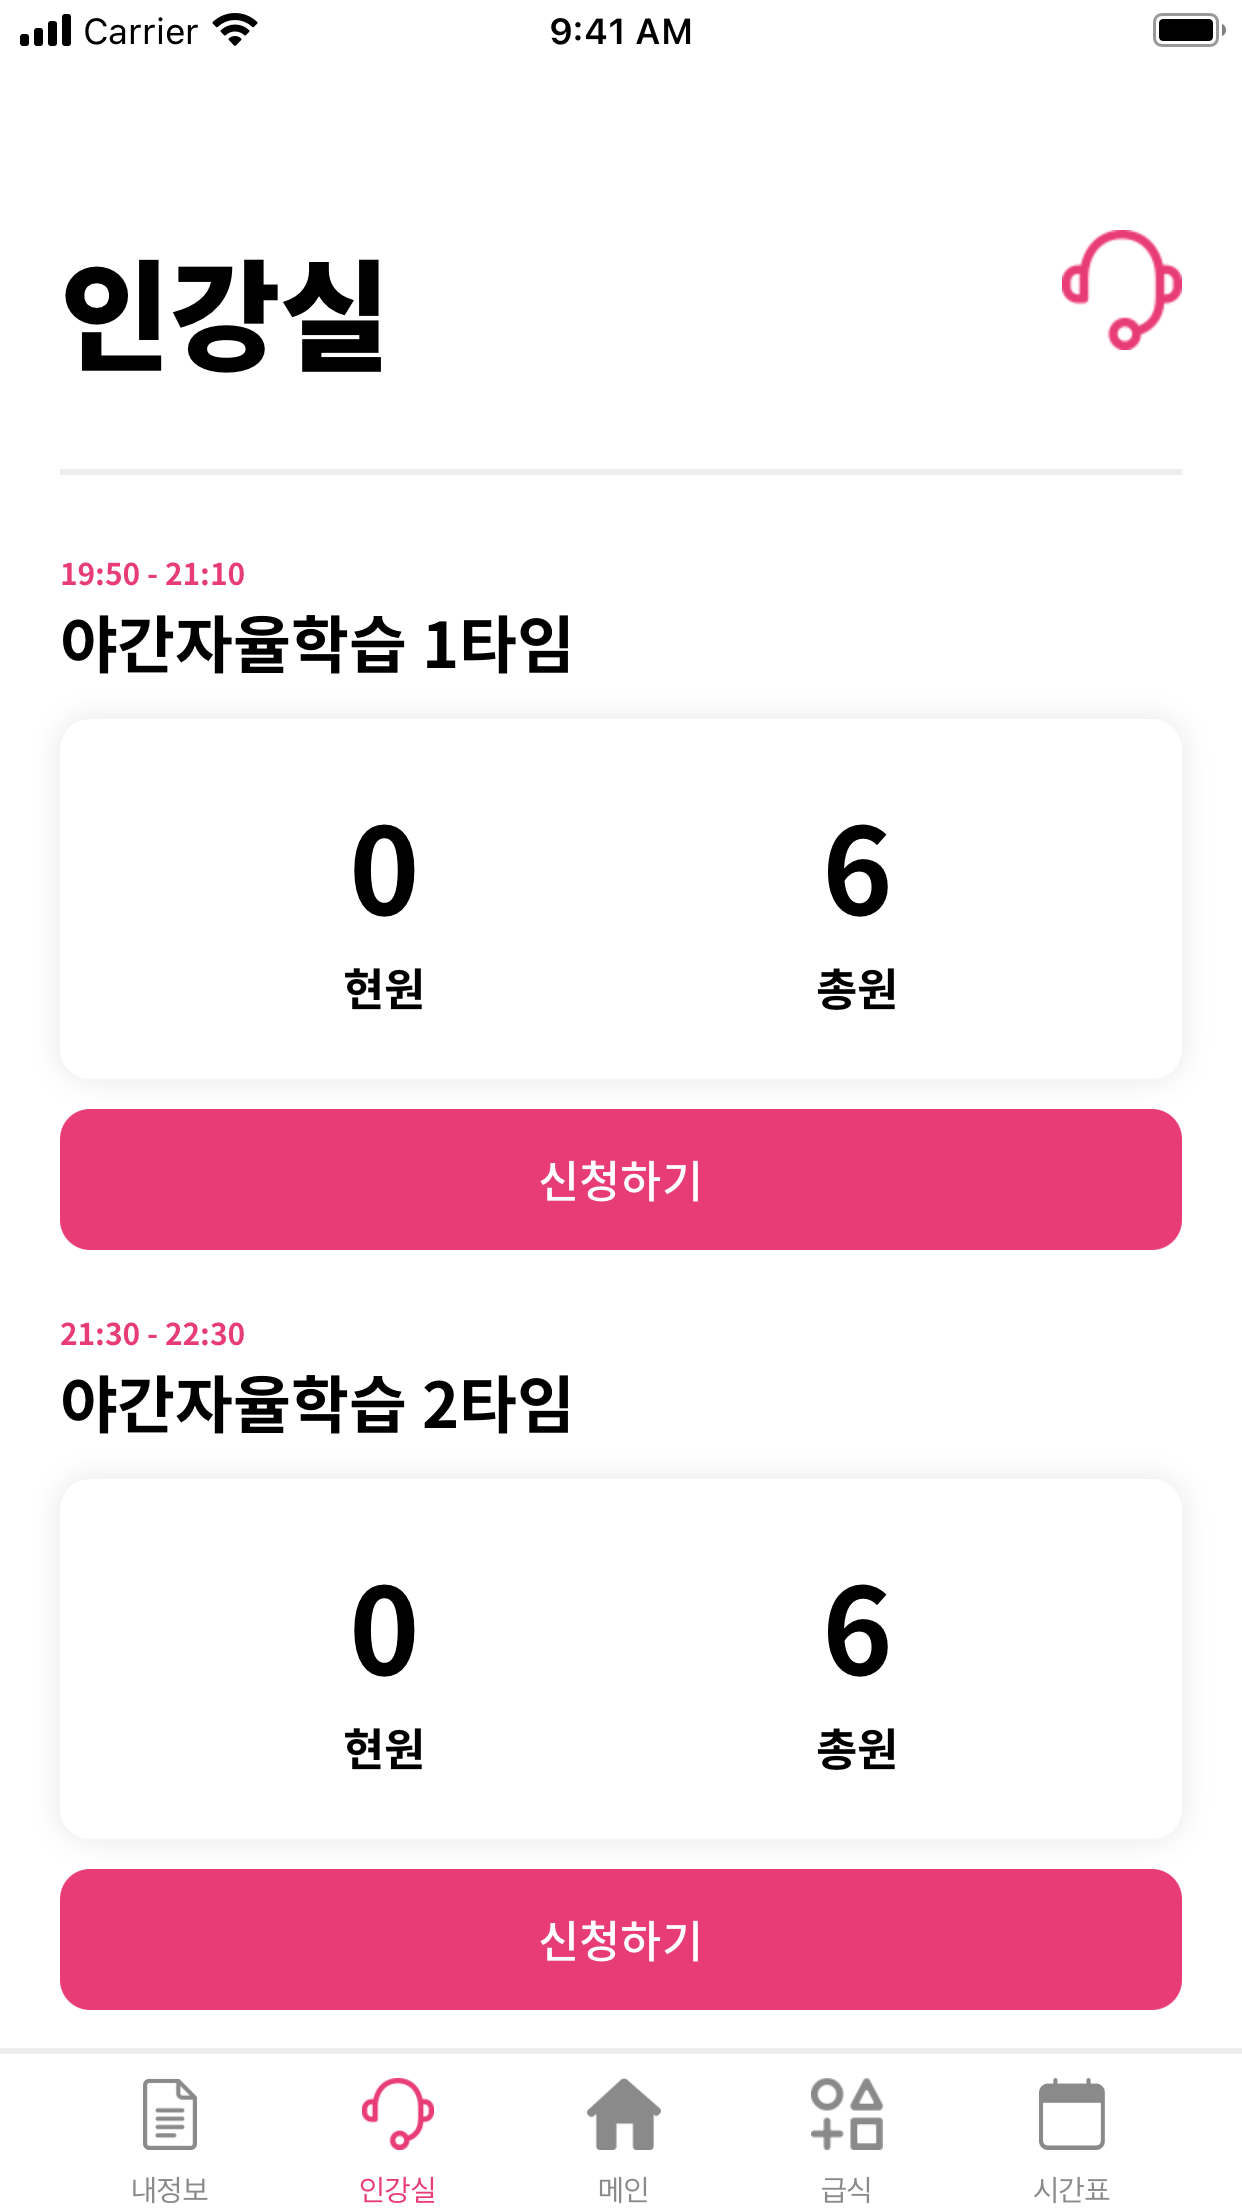 Carrier 9:41 AM
인강실
19:50 - 21:10
야간자율학습 1타임
0 6
현원 총원
신청하기
21:30 - 22:30
야간자율학습 2타임
0 6
현원 총원
신청하기
내정보 인강실 메인 급식 시간표